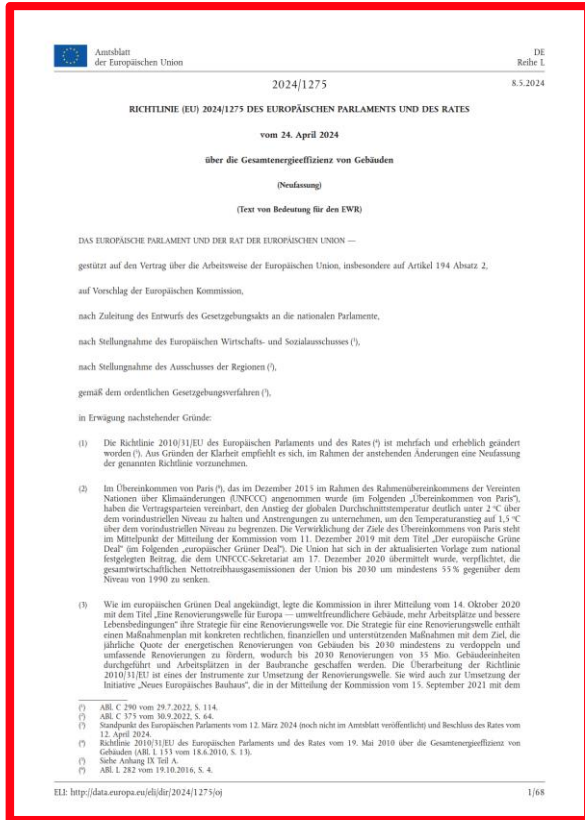 Amtsblatt
der Europäischen Union
DE
Reihe L
2024/1275
8.5.2024
RICHTLINIE (EU) 2024/1275 DES EUROPÄISCHEN PARLAMENTS UND DES RATES
vom 24. April 2024
über die Gesamtenergieeffizienz von Gebäuden
(Neufassung)
(Text von Bedeutung für den EWR)
DAS EUROPÄISCHE PARLAMENT UND DER RAT DER EUROPÄISCHEN UNION —
gestützt auf den Vertrag über die Arbeitsweise der Europäischen Union, insbesondere auf Artikel 194 Absatz 2,
auf Vorschlag der Europäischen Kommission,
nach Zuleitung des Entwurfs des Gesetzgebungsakts an die nationalen Parlamente,
nach Stellungnahme des Europäischen Wirtschafts- und Sozialausschusses (¹),
nach Stellungnahme des Ausschusses der Regionen (²),
gemäß dem ordentlichen Gesetzgebungsverfahren (³),
in Erwägung nachstehender Gründe:
(1) Die Richtlinie 2010/31/EU des Europäischen Parlaments und des Rates (⁴) ist mehrfach und erheblich geändert
worden (⁵). Aus Gründen der Klarheit empfiehlt es sich, im Rahmen der anstehenden Änderungen eine Neufassung
der genannten Richtlinie vorzunehmen.
(2) Im Übereinkommen von Paris (⁶), das im Dezember 2015 im Rahmen des Rahmenübereinkommens der Vereinten
Nationen über Klimaänderungen (UNFCCC) angenommen wurde (im Folgenden „Übereinkommen von Paris“),
haben die Vertragsparteien vereinbart, den Anstieg der globalen Durchschnittstemperatur deutlich unter 2 °C über
dem vorindustriellen Niveau zu halten und Anstrengungen zu unternehmen, um den Temperaturanstieg auf 1,5 °C
über dem vorindustriellen Niveau zu begrenzen. Die Verwirklichung der Ziele des Übereinkommens von Paris steht
im Mittelpunkt der Mitteilung der Kommission vom 11. Dezember 2019 mit dem Titel „Der europäische Grüne
Deal“ (im Folgenden „europäischer Grüner Deal“). Die Union hat sich in der aktualisierten Vorlage zum national
festgelegten Beitrag, die dem UNFCCC-Sekretariat am 17. Dezember 2020 übermittelt wurde, verpflichtet, die
gesamtwirtschaftlichen Nettotreibhausgasemissionen der Union bis 2030 um mindestens 55 % gegenüber dem
Niveau von 1990 zu senken.
(3) Wie im europäischen Grünen Deal angekündigt, legte die Kommission in ihrer Mitteilung vom 14. Oktober 2020
mit dem Titel „Eine Renovierungswelle für Europa — umweltfreundlichere Gebäude, mehr Arbeitsplätze und bessere
Lebensbedingungen“ ihre Strategie für eine Renovierungswelle vor. Die Strategie für eine Renovierungswelle enthält
einen Maßnahmenplan mit konkreten rechtlichen, finanziellen und unterstützenden Maßnahmen mit dem Ziel, die
jährliche Quote der energetischen Renovierungen von Gebäuden bis 2030 mindestens zu verdoppeln und
umfassende Renovierungen zu fördern, wodurch bis 2030 Renovierungen von 35 Mio. Gebäudeeinheiten
durchgeführt und Arbeitsplätzen in der Baubranche geschaffen werden. Die Überarbeitung der Richtlinie
2010/31/EU ist eines der Instrumente zur Umsetzung der Renovierungswelle. Sie wird auch zur Umsetzung der
Initiative „Neues Europäisches Bauhaus“, die in der Mitteilung der Kommission vom 15. September 2021 mit dem
(¹) ABl. C 290 vom 29.7.2022, S. 114.
(²) ABl. C 375 vom 30.9.2022, S. 64.
(³) Standpunkt des Europäischen Parlaments vom 12. März 2024 (noch nicht im Amtsblatt veröffentlicht) und Beschluss des Rates vom
12. April 2024.
(⁴) Richtlinie 2010/31/EU des Europäischen Parlaments und des Rates vom 19. Mai 2010 über die Gesamtenergieeffizienz von
Gebäuden (ABl. L 153 vom 18.6.2010, S. 13).
(⁵) Siehe Anhang IX Teil A.
(⁶) ABl. L 282 vom 19.10.2016, S. 4.
ELI: http://data.europa.eu/eli/dir/2024/1275/oj
1/68